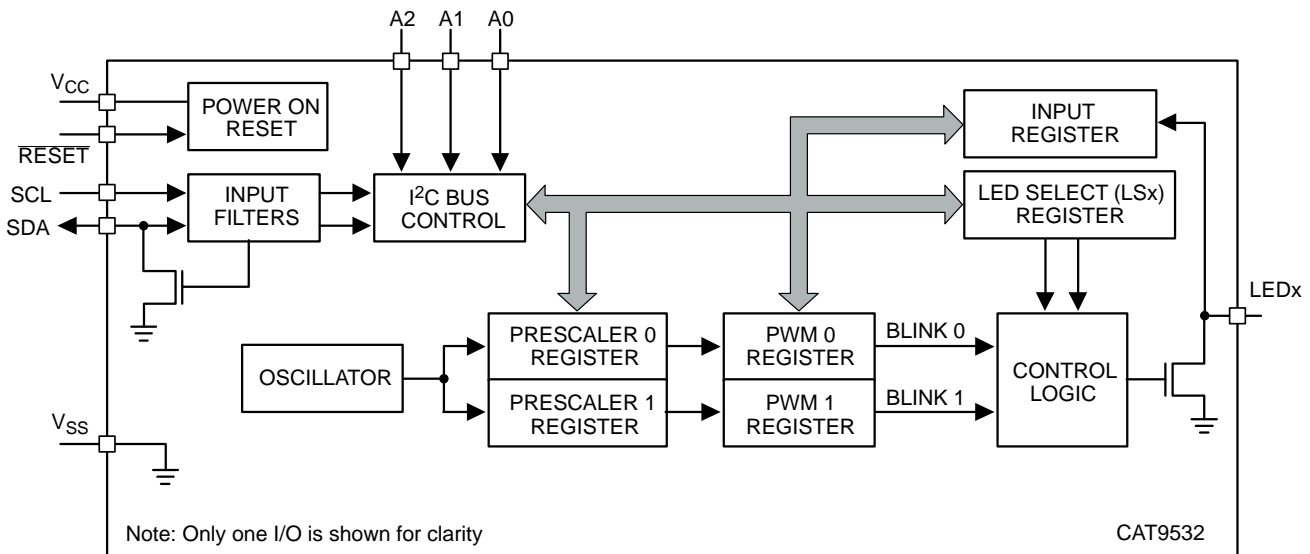 A2 A1 A0
VCC
POWER ON
RESET
RESET
SCL
SDA
INPUT
FILTERS
I²C BUS
CONTROL
INPUT
REGISTER
LED SELECT (LSx)
REGISTER
LEDx
OSCILLATOR
PRESCALER 0
REGISTER
PRESCALER 1
REGISTER
PWM 0
REGISTER
PWM 1
REGISTER
BLINK 0
BLINK 1
CONTROL
LOGIC
VSS
Note: Only one I/O is shown for clarity
CAT9532